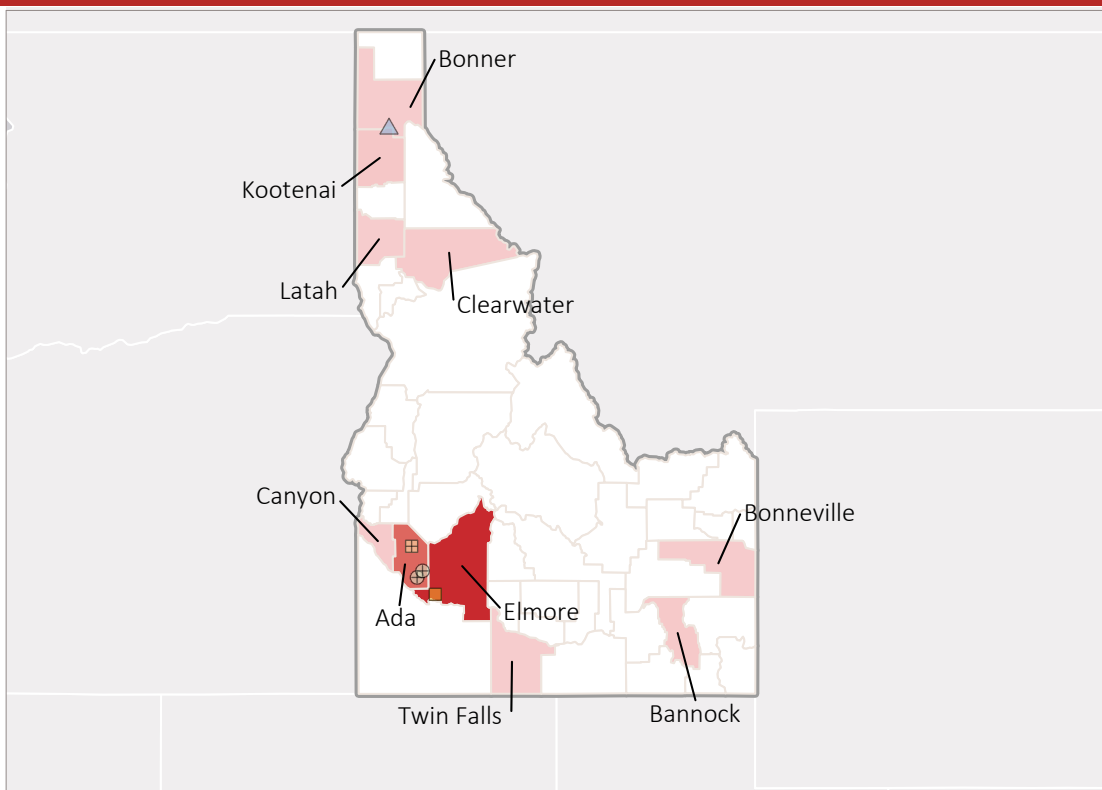 Bonner
Kootenai
Latah
Clearwater
Canyon
Bonneville
Ada
Elmore
Twin Falls
Bannock